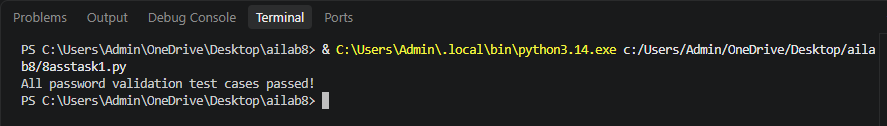 Problems Output Debug Console Terminal Ports
PS C:\Users\Admin\OneDrive\Desktop\ailab8> & C:\Users\Admin\.local\bin\python3.14.exe c:/Users/Admin/OneDrive/Desktop/aila
b8/8asstask1.py
All password validation test cases passed!
PS C:\Users\Admin\OneDrive\Desktop\ailab8>